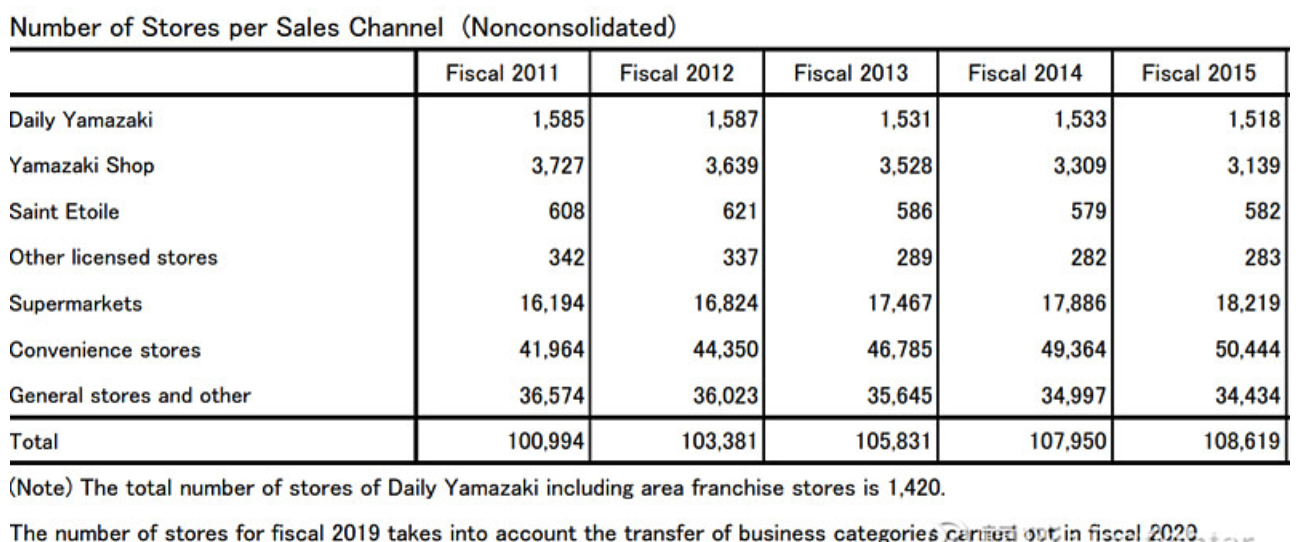 Number of Stores per Sales Channel (Nonconsolidated)
Fiscal 2011 Fiscal 2012 Fiscal 2013 Fiscal 2014 Fiscal 2015
Daily Yamazaki 1,585 1,587 1,531 1,533 1,518
Yamazaki Shop 3,727 3,639 3,528 3,309 3,139
Saint Etoile 608 621 586 579 582
Other licensed stores 342 337 289 282 283
Supermarkets 16,194 16,824 17,467 17,886 18,219
Convenience stores 41,964 44,350 46,785 49,364 50,444
General stores and other 36,574 36,023 35,645 34,997 34,434
Total 100,994 103,381 105,831 107,950 108,619
(Note) The total number of stores of Daily Yamazaki including area franchise stores is 1,420.
The number of stores for fiscal 2019 takes into account the transfer of business categories carried out in fiscal 2020.